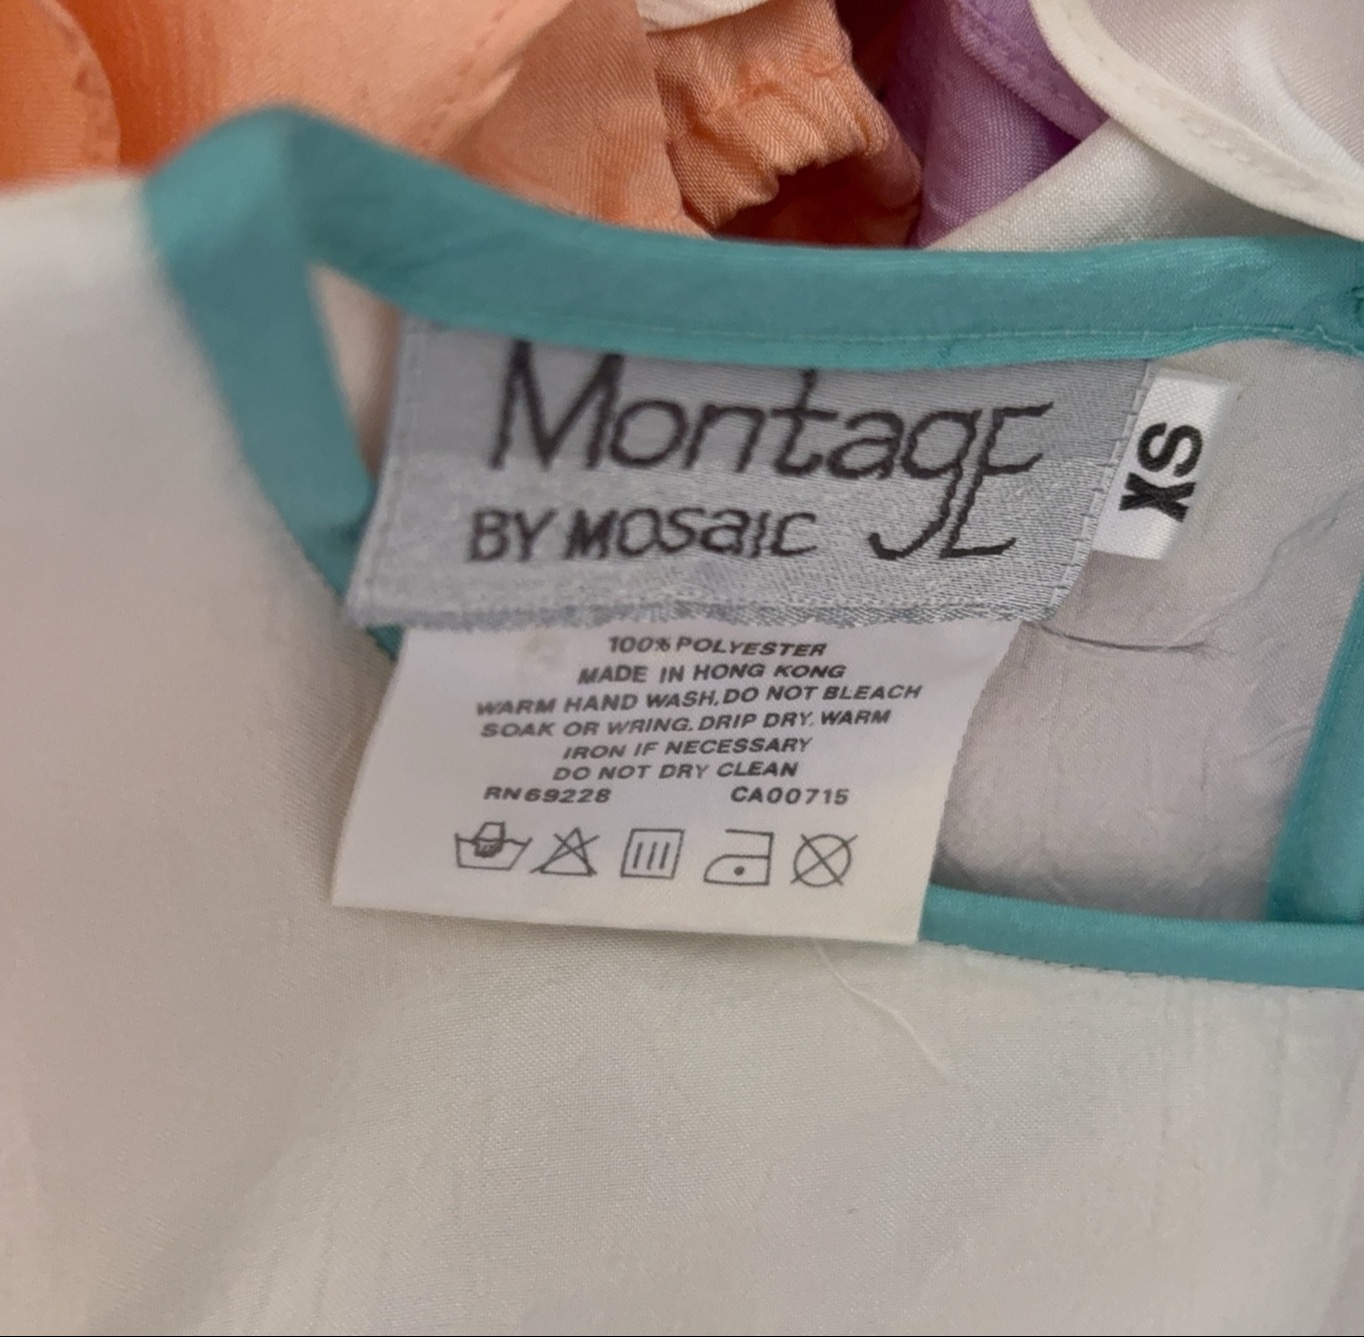 MontagE
BY MOSaIC
XS
100% POLYESTER
MADE IN HONG KONG
WARM HAND WASH, DO NOT BLEACH
SOAK OR WRING. DRIP DRY. WARM
IRON IF NECESSARY
DO NOT DRY CLEAN
RN69228 CA00715